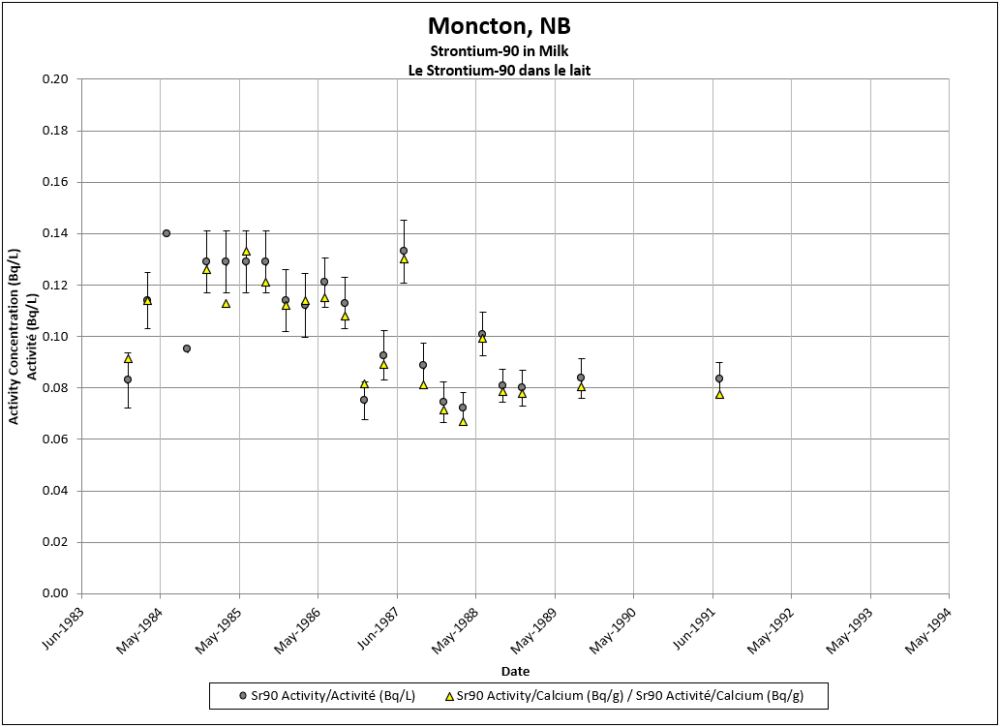 Moncton, NB
Strontium-90 in Milk
Le Strontium-90 dans le lait
Activity Concentration (Bq/L)
Activité (Bq/L)
0.20
0.18
0.16
0.14
0.12
0.10
0.08
0.06
0.04
0.02
0.00
Jun-1983
May-1984
May-1985
May-1986
Jun-1987
May-1988
May-1989
May-1990
Jun-1991
May-1992
May-1993
May-1994
Date
Sr90 Activity/Activité (Bq/L)
Sr90 Activity/Calcium (Bq/g) / Sr90 Activité/Calcium (Bq/g)